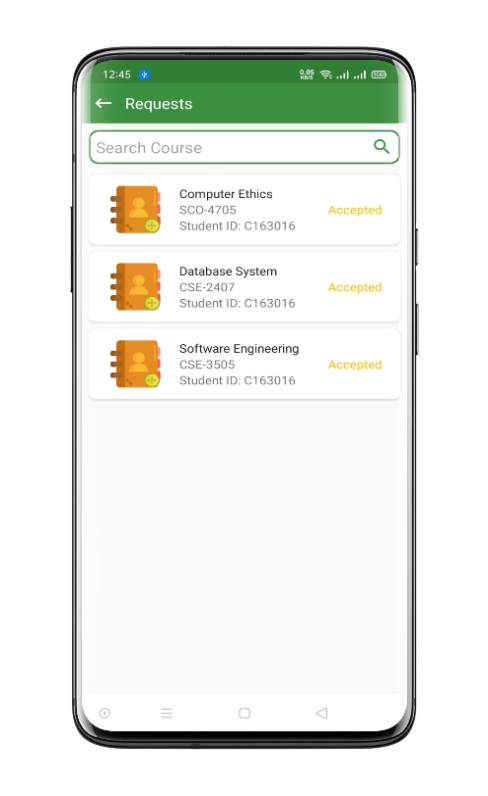 12:45
0.05
KB/S
100
Requests
Search Course
Computer Ethics
SCO-4705
Student ID: C163016
Accepted
Database System
CSE-2407
Student ID: C163016
Accepted
Software Engineering
CSE-3505
Student ID: C163016
Accepted